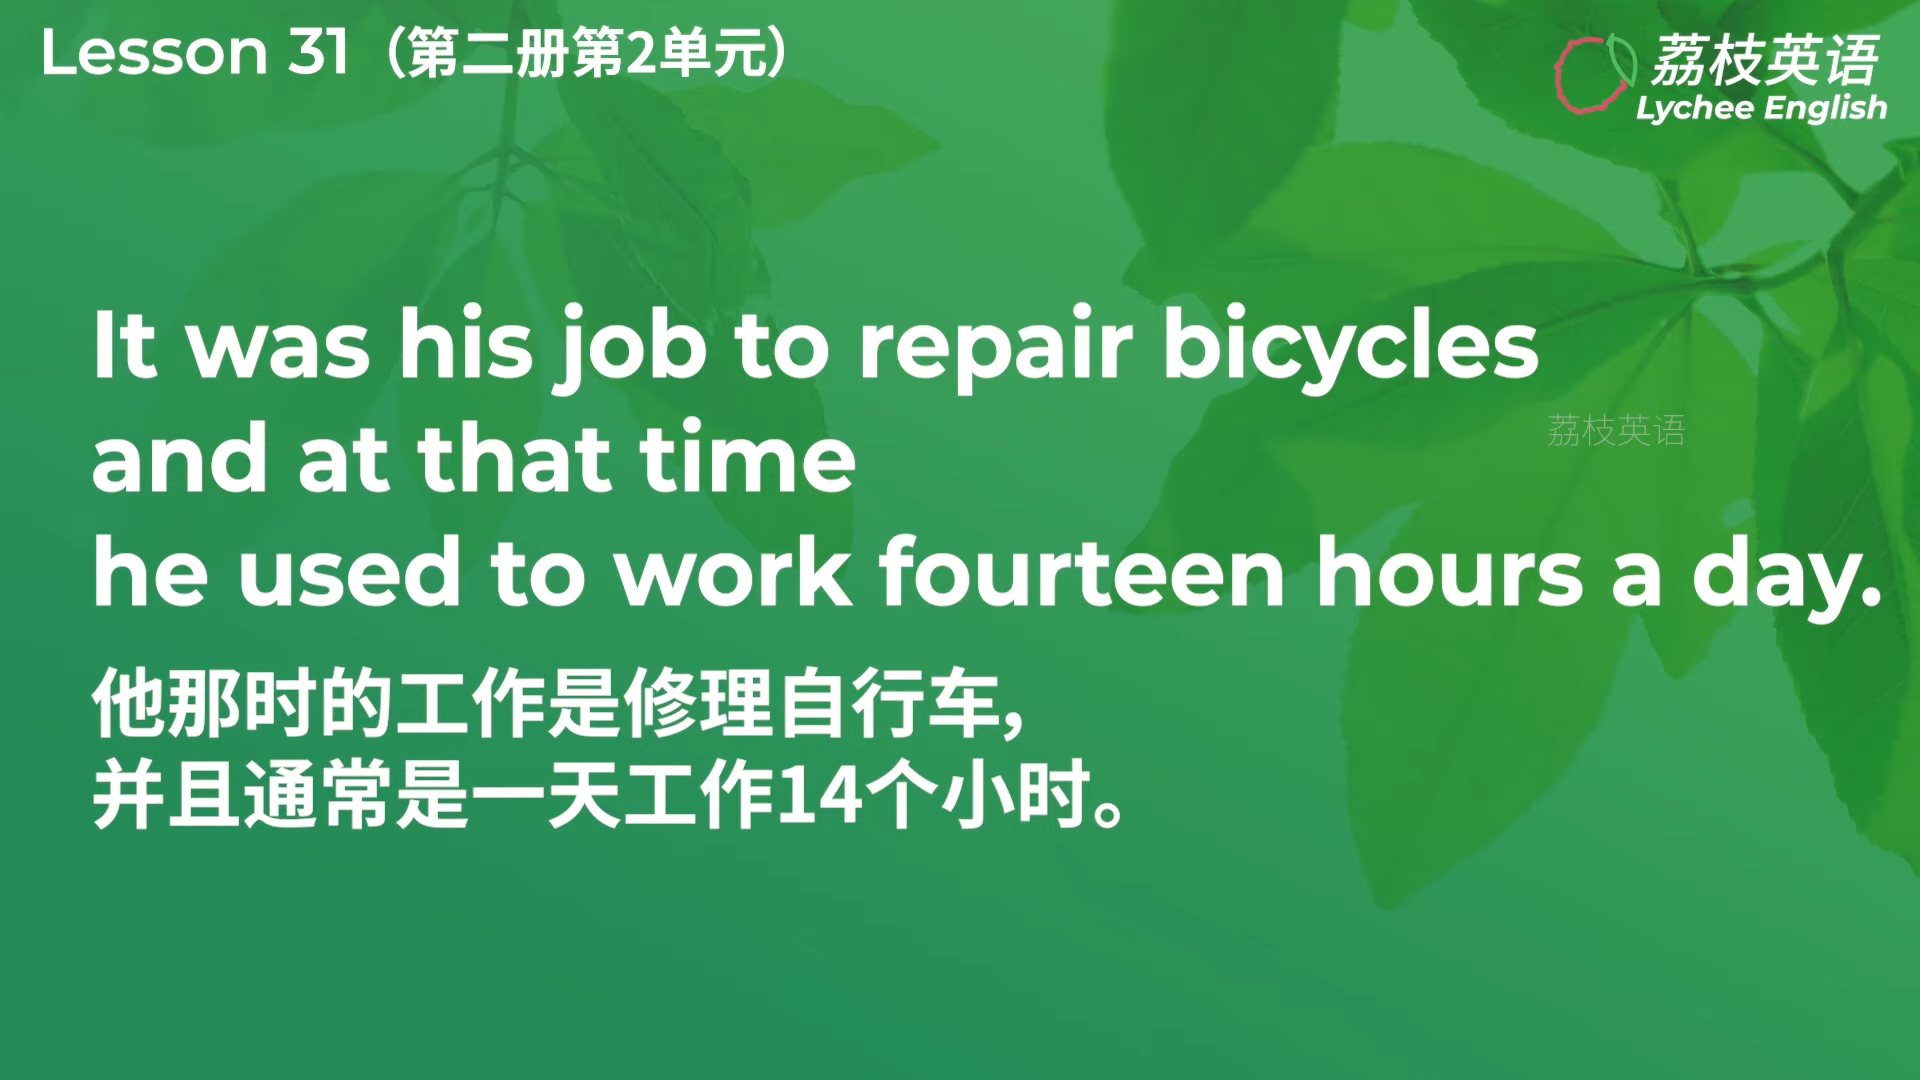 Lesson 31（第二册第2单元）
荔枝英语
Lychee English
It was his job to repair bicycles
and at that time
荔枝英语
he used to work fourteen hours a day.
他那时的工作是修理自行车，
并且通常是一天工作14个小时。